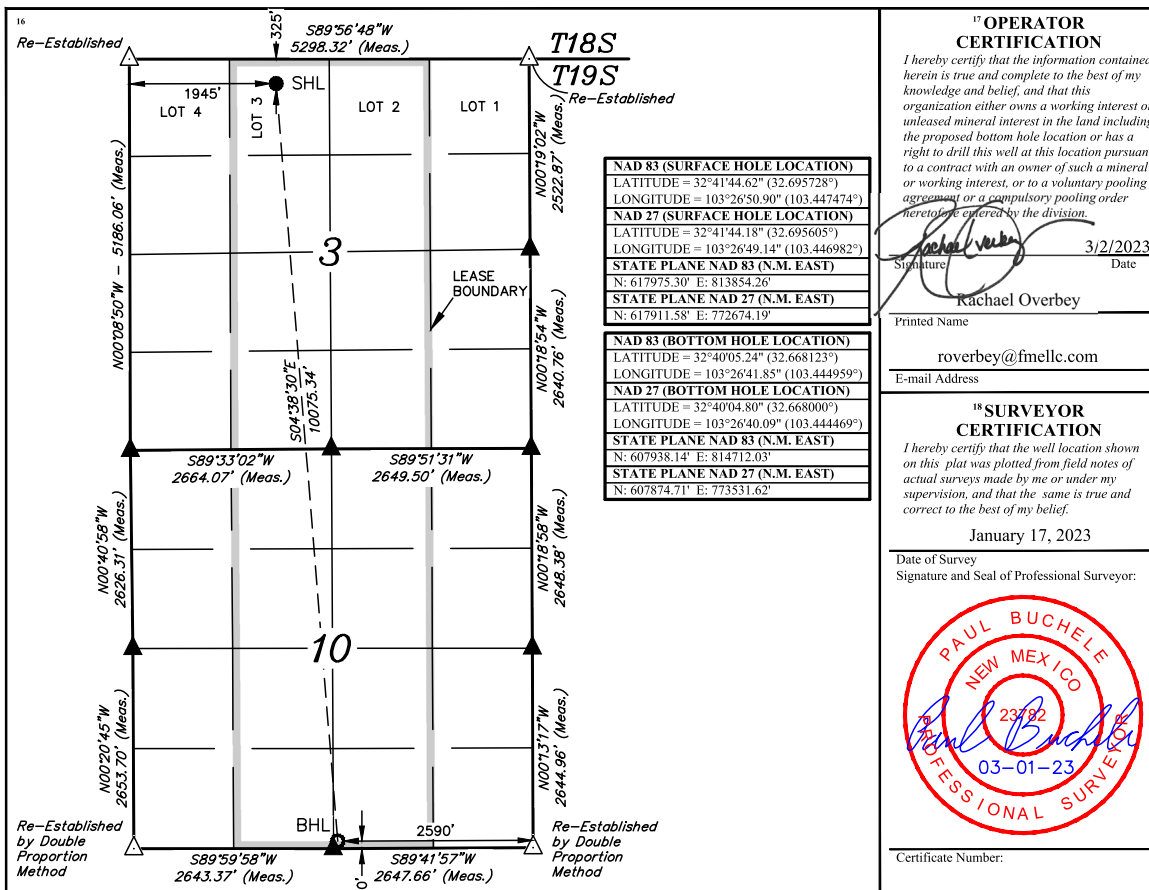 16
Re-Established
S89°56'48"W
5298.32' (Meas.)
325'
T18S
T19S
Re-Established
SHL
1945'
LOT 4
LOT 3
LOT 2
LOT 1
N00°08'50"W - 5186.06' (Meas.)
N00°19'02"W
2522.87' (Meas.)
3
LEASE
BOUNDARY
N00°18'54"W
2640.76' (Meas.)
S04°38'30"E
10075.34'
S89°33'02"W
2664.07' (Meas.)
S89°51'31"W
2649.50' (Meas.)
N00°40'58"W
2626.31' (Meas.)
N00°18'58"W
2648.38' (Meas.)
10
N00°20'45"W
2653.70' (Meas.)
N00°13'17"W
2644.96' (Meas.)
BHL
2590'
Re-Established
by Double
Proportion
Method
S89°59'58"W
2643.37' (Meas.)
0'
S89°41'57"W
2647.66' (Meas.)
Re-Established
by Double
Proportion
Method
NAD 83 (SURFACE HOLE LOCATION)
LATITUDE = 32°41'44.62" (32.695728°)
LONGITUDE = 103°26'50.90" (103.447474°)
NAD 27 (SURFACE HOLE LOCATION)
LATITUDE = 32°41'44.18" (32.695605°)
LONGITUDE = 103°26'49.14" (103.446982°)
STATE PLANE NAD 83 (N.M. EAST)
N: 617975.30' E: 813854.26'
STATE PLANE NAD 27 (N.M. EAST)
N: 617911.58' E: 772674.19'
NAD 83 (BOTTOM HOLE LOCATION)
LATITUDE = 32°40'05.24" (32.668123°)
LONGITUDE = 103°26'41.85" (103.444959°)
NAD 27 (BOTTOM HOLE LOCATION)
LATITUDE = 32°40'04.80" (32.668000°)
LONGITUDE = 103°26'40.09" (103.444469°)
STATE PLANE NAD 83 (N.M. EAST)
N: 607938.14' E: 814712.03'
STATE PLANE NAD 27 (N.M. EAST)
N: 607874.71' E: 773531.62'
17 OPERATOR
CERTIFICATION
I hereby certify that the information contained
herein is true and complete to the best of my
knowledge and belief, and that this
organization either owns a working interest or
unleased mineral interest in the land including
the proposed bottom hole location or has a
right to drill this well at this location pursuant
to a contract with an owner of such a mineral
or working interest, or to a voluntary pooling
agreement or a compulsory pooling order
heretofore entered by the division.
Rachael Overbey
3/2/2023
Signature Date
Rachael Overbey
Printed Name
roverbey@fmellc.com
E-mail Address
18 SURVEYOR
CERTIFICATION
I hereby certify that the well location shown
on this plat was plotted from field notes of
actual surveys made by me or under my
supervision, and that the same is true and
correct to the best of my belief.
January 17, 2023
Date of Survey
Signature and Seal of Professional Surveyor:
PAUL BUCHELE
NEW MEXICO
23782
Paul Buchele
03-01-23
PROFESSIONAL SURVEYOR
Certificate Number: